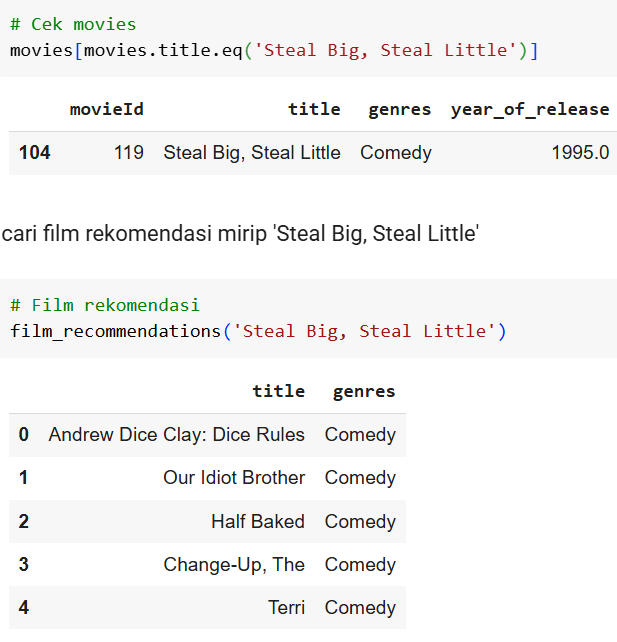 # Cek movies
movies[movies.title.eq('Steal Big, Steal Little')]
movieId title genres year_of_release
104 119 Steal Big, Steal Little Comedy 1995.0
cari film rekomendasi mirip 'Steal Big, Steal Little'
# Film rekomendasi
film_recommendations('Steal Big, Steal Little')
title genres
0 Andrew Dice Clay: Dice Rules Comedy
1 Our Idiot Brother Comedy
2 Half Baked Comedy
3 Change-Up, The Comedy
4 Terri Comedy